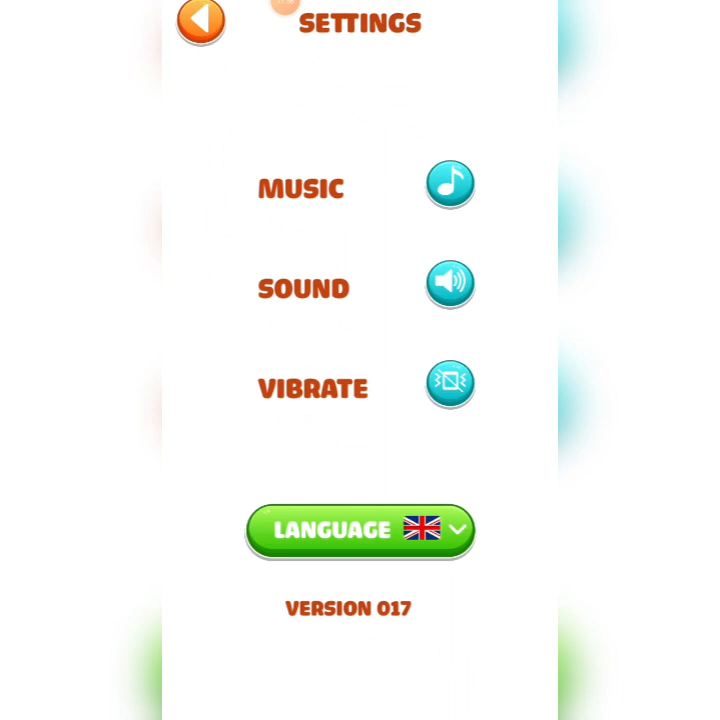 SETTINGS
MUSIC
SOUND
VIBRATE
LANGUAGE
VERSION 017